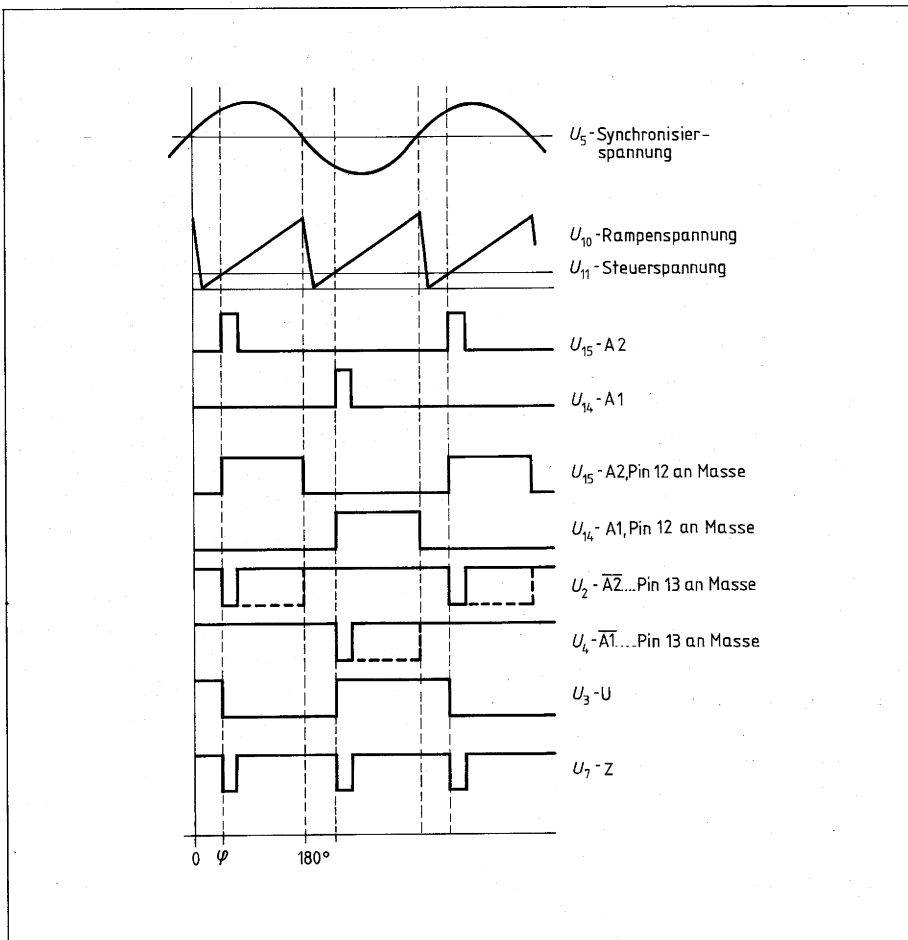 U5-Synchronisier-
spannung
U10-Rampenspannung
U11-Steuerspannung
U15-A2
U14-A1
U15-A2,Pin 12 an Masse
U14-A1,Pin 12 an Masse
U2-A̅2̅....Pin 13 an Masse
U4-A̅1̅....Pin 13 an Masse
U3-U
U7-Z
0 φ 180°